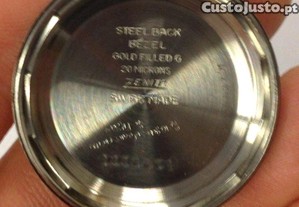 CustoJusto.pt
STEEL BACK
BEZEL
GOLD FILLED G
20 MICRONS
ZENITH
SWISS MADE